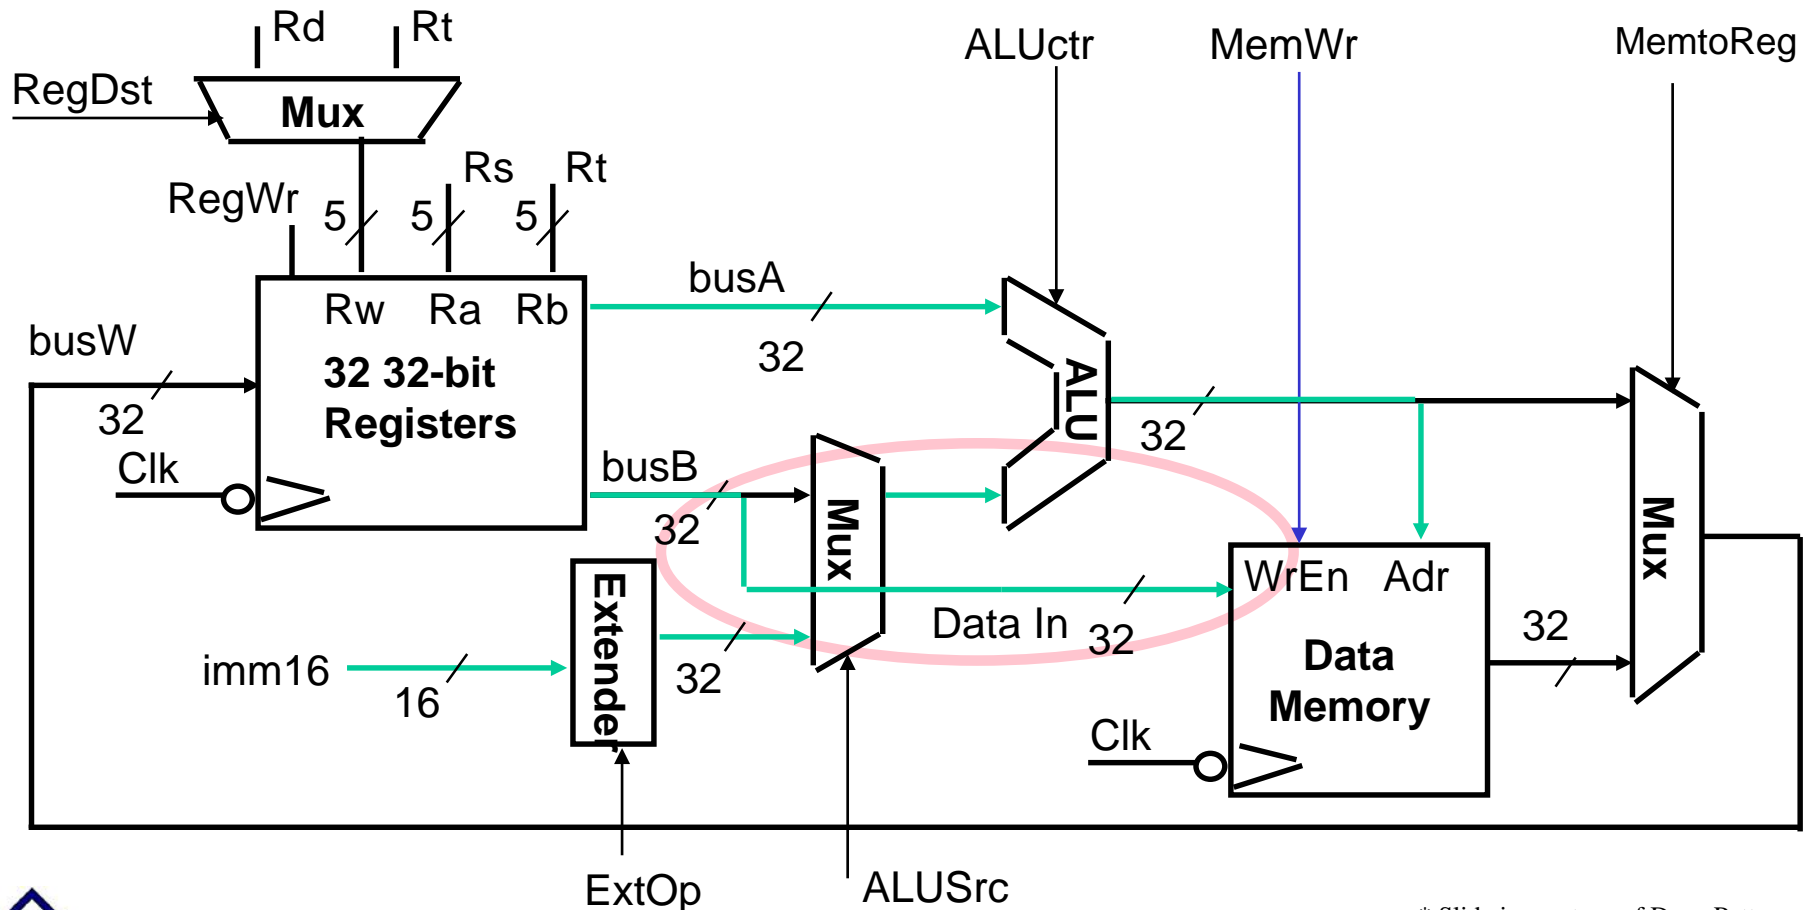 Rd Rt
ALUctr MemWr MemtoReg
RegDst
Mux
Rs Rt
RegWr 5 5 5
busA
Rw Ra Rb
busW
32
32 32-bit
Registers
32
ALU
32
Clk
busB
32
Mux
Mux
WrEn Adr
Extender
Data In 32
32
imm16
16
32
Data
Memory
Clk
ExtOp ALUSrc